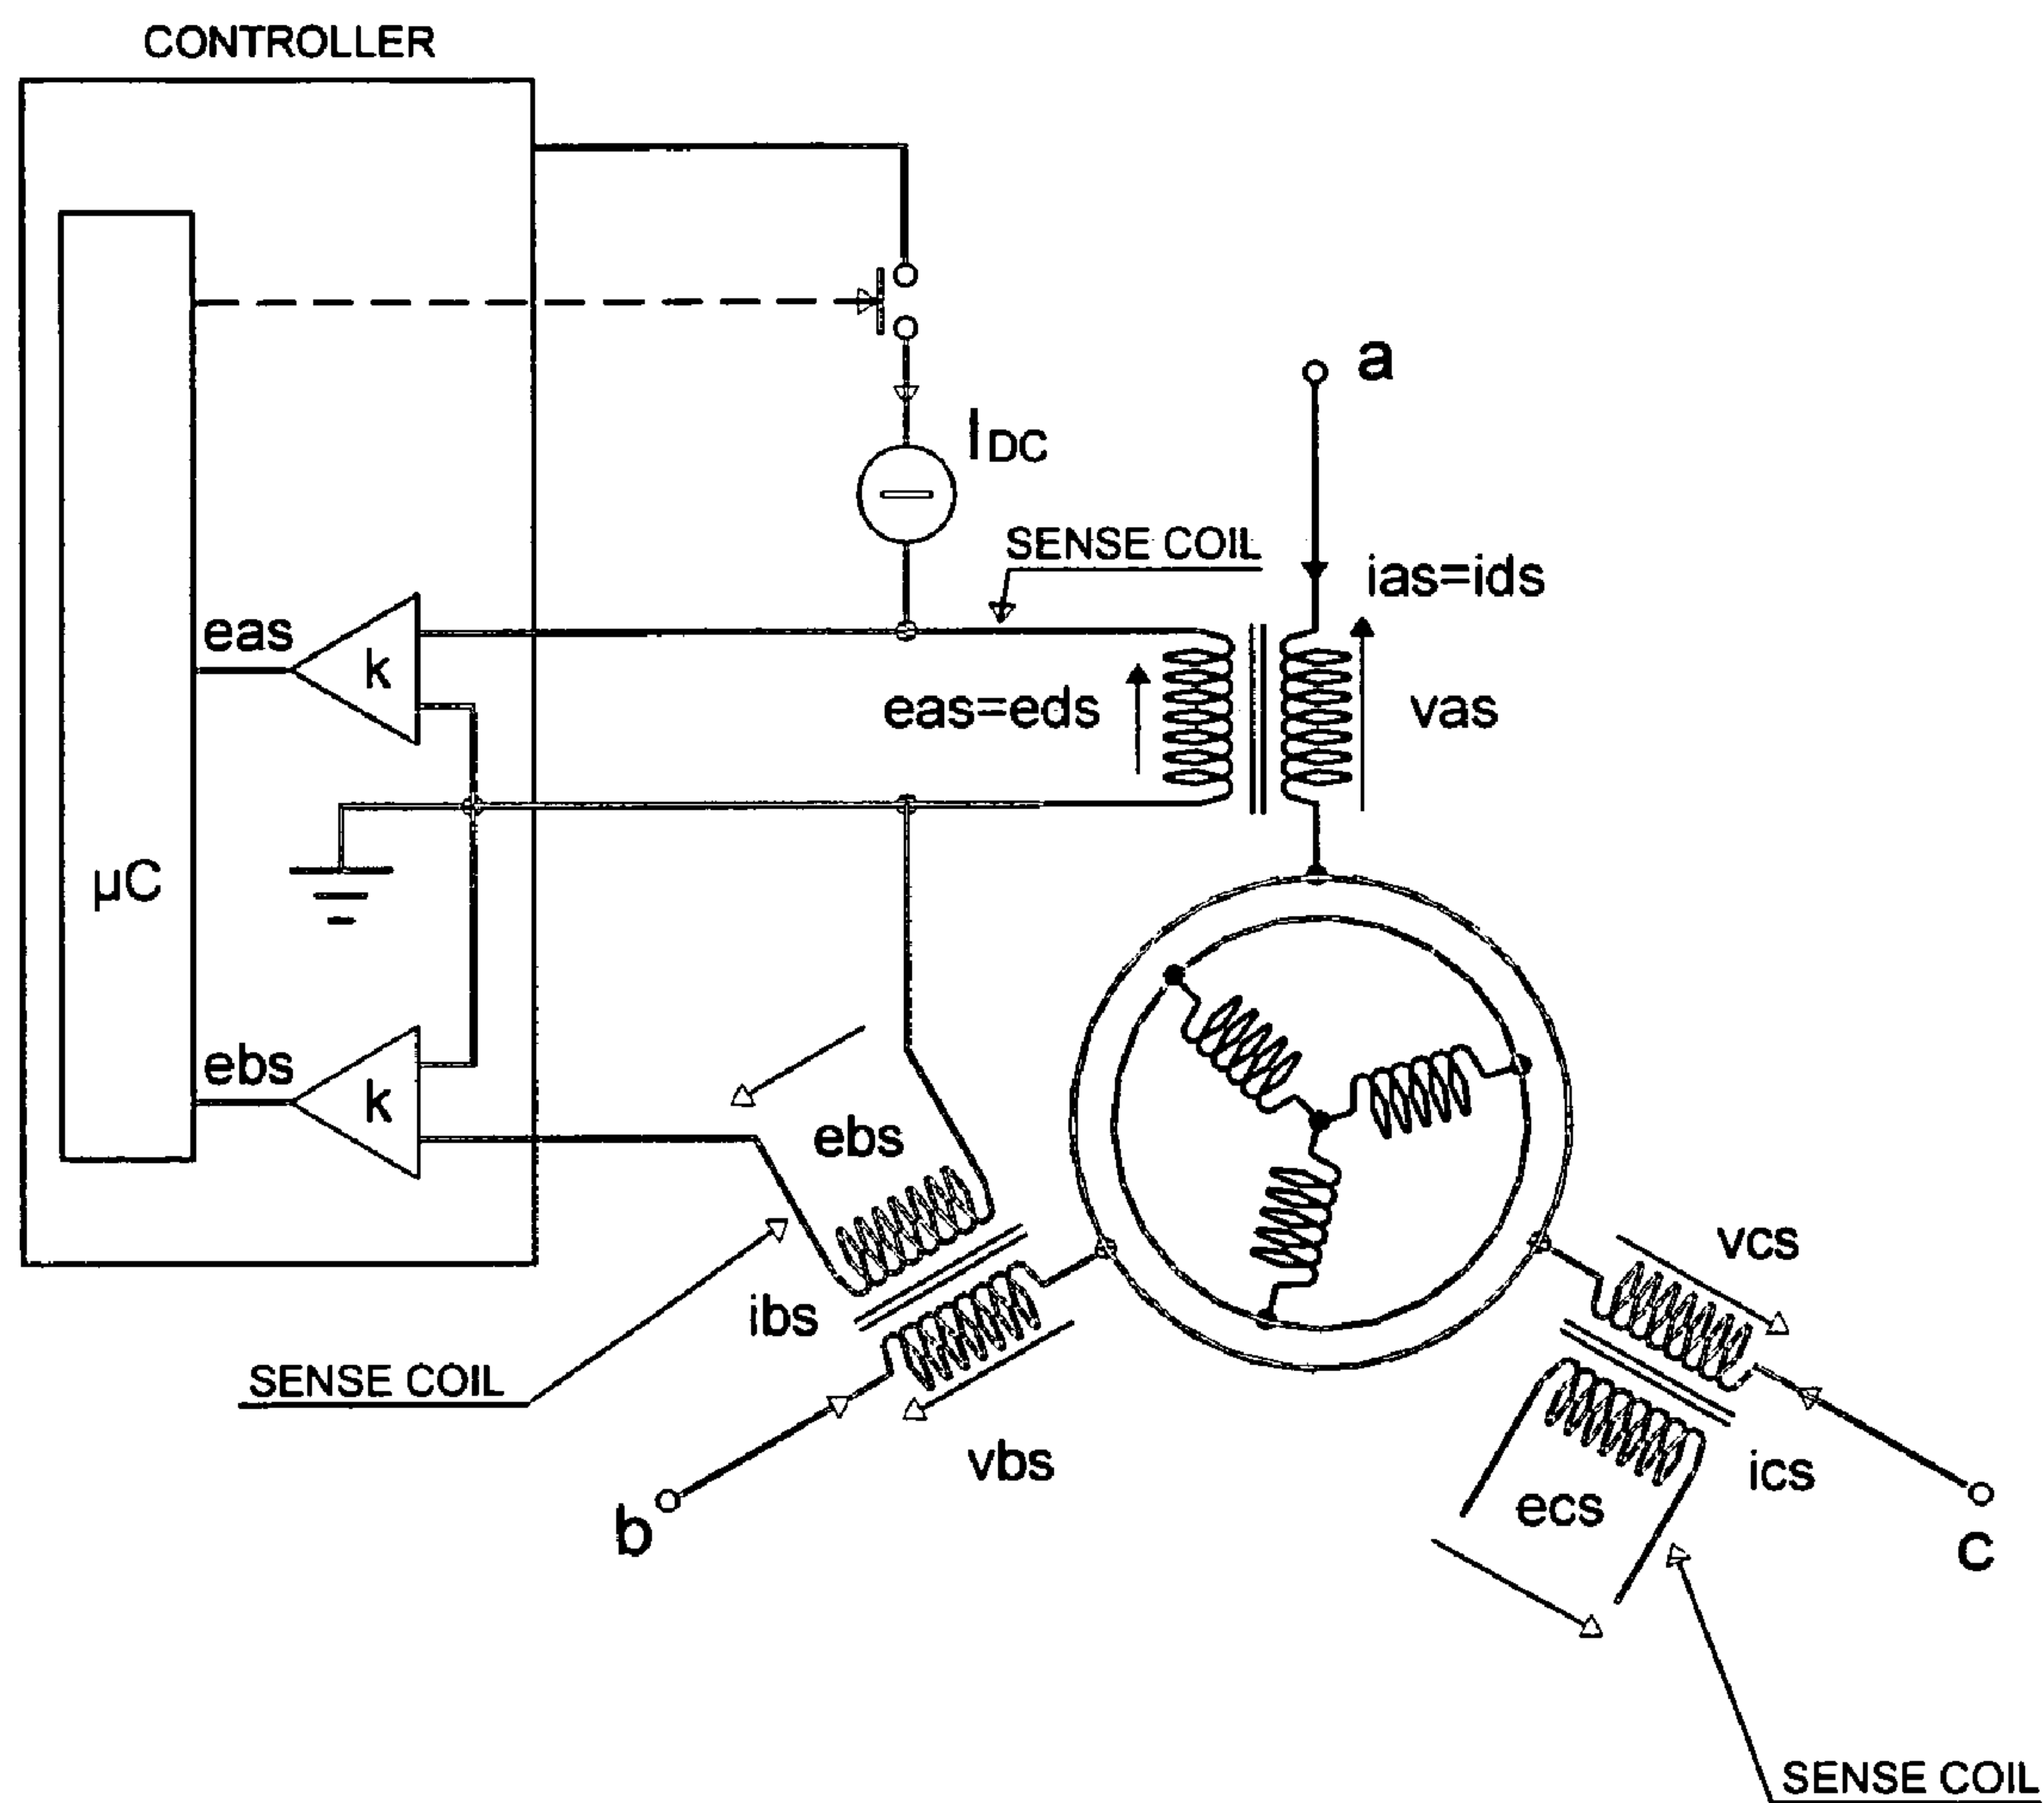 CONTROLLER
a
IDC
SENSE COIL
ias=ids
eas
k
eas=eds
vas
µC
ebs
k
ebs
vcs
ibs
SENSE COIL
vbs
ics
ecs
b
c
SENSE COIL